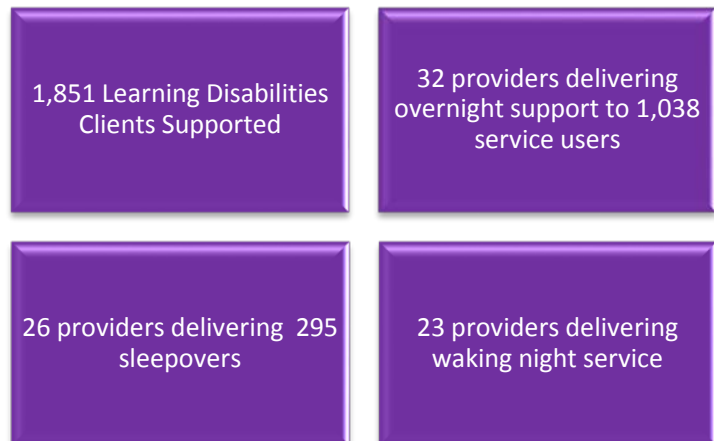 1,851 Learning Disabilities
Clients Supported
32 providers delivering
overnight support to 1,038
service users
26 providers delivering  295
sleepovers
23 providers delivering
waking night service